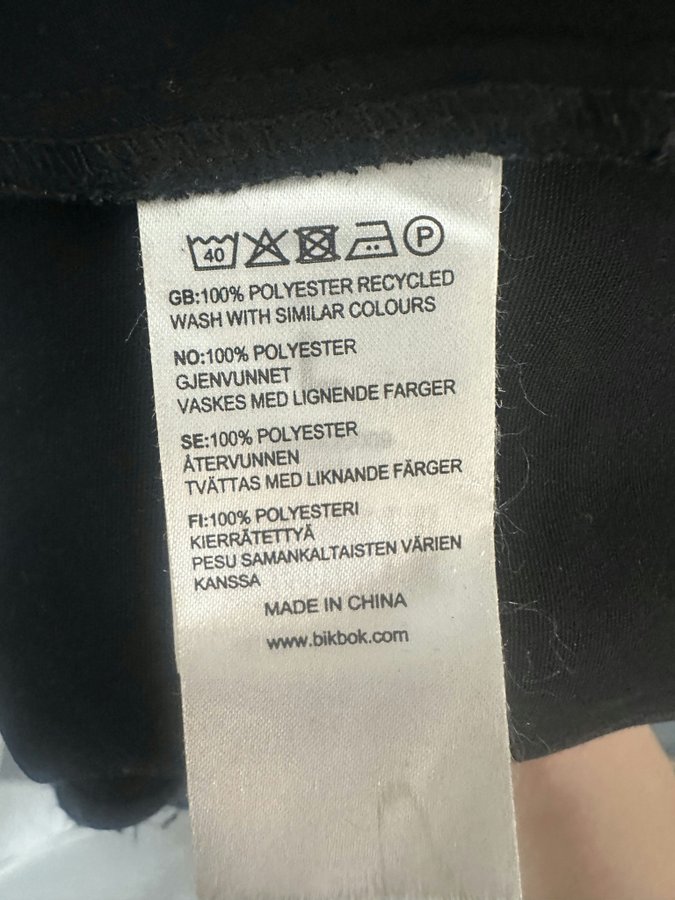 40 P
GB:100% POLYESTER RECYCLED
WASH WITH SIMILAR COLOURS
NO:100% POLYESTER
GJENVUNNET
VASKES MED LIGNENDE FARGER
SE:100% POLYESTER
ÅTERVUNNEN
TVÄTTAS MED LIKNANDE FÄRGER
FI:100% POLYESTERI
KIERRÄTETTYÄ
PESU SAMANKALTAISTEN VÄRIEN
KANSSA
MADE IN CHINA
www.bikbok.com